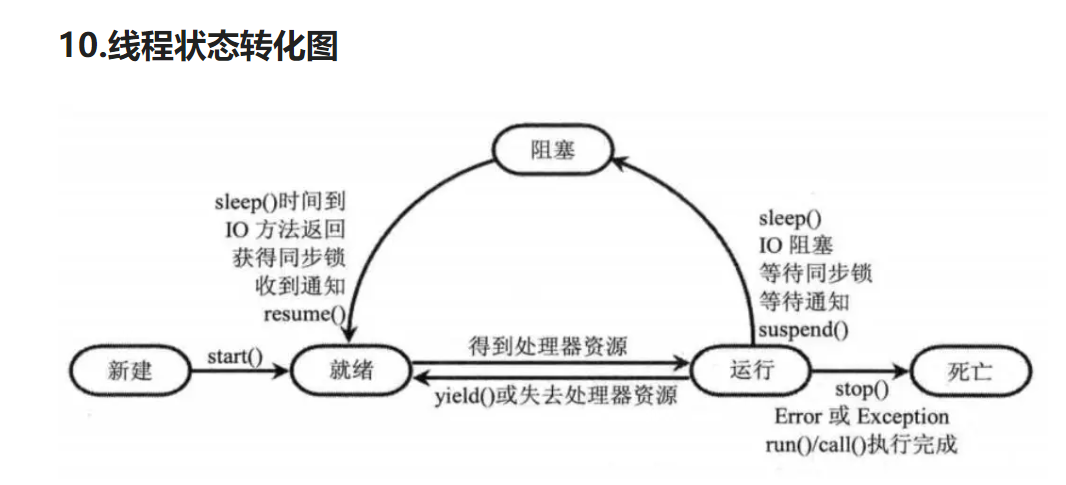 10.线程状态转化图
阻塞
sleep()时间到
IO 方法返回
获得同步锁
收到通知
resume()
sleep()
IO 阻塞
等待同步锁
等待通知
suspend()
新建
start()
就绪
得到处理器资源
yield()或失去处理器资源
运行
stop()
Error 或 Exception
run()/call()执行完成
死亡